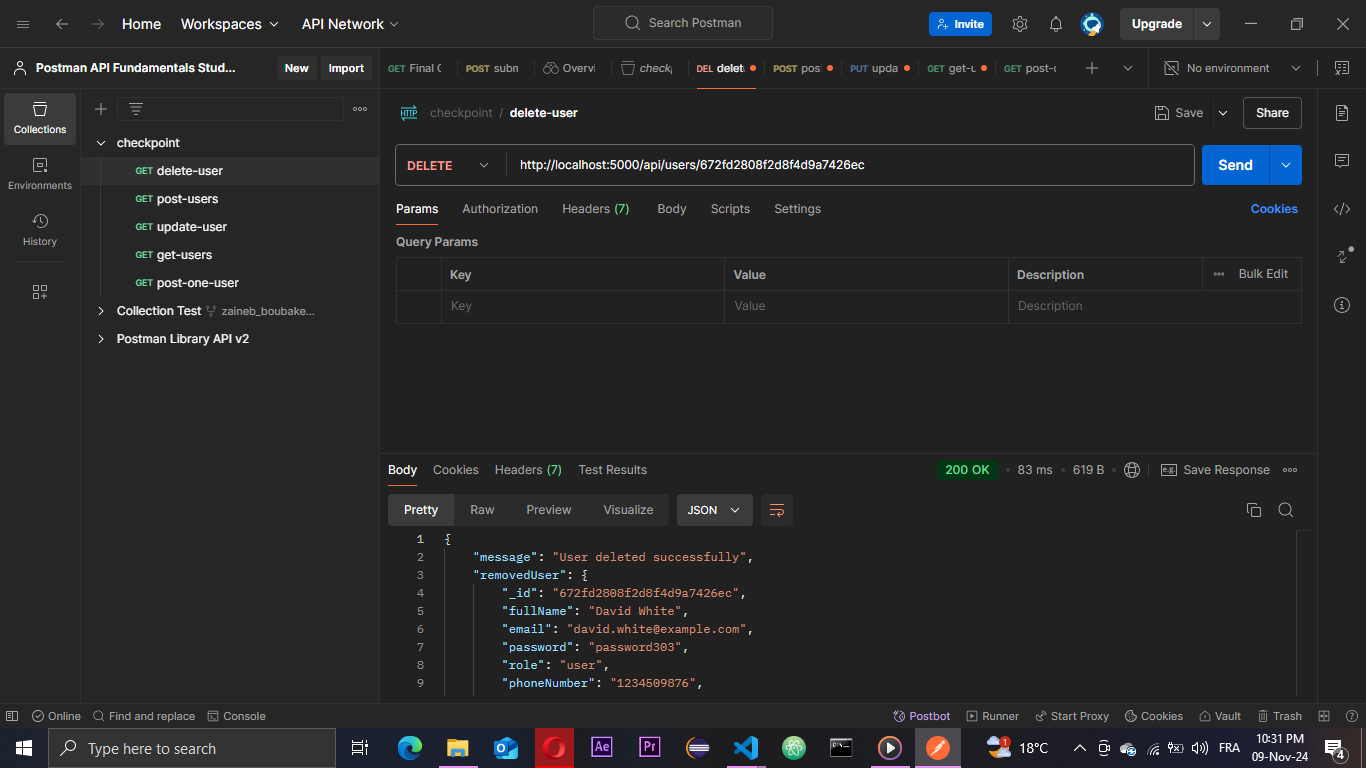 Home Workspaces API Network Search Postman Invite Upgrade
Postman API Fundamentals Stud... New Import GET Final C POST subn Overvi check DEL delet POST pos PUT upda GET get-u GET post-c No environment
Collections
Environments
History
checkpoint
GET delete-user
GET post-users
GET update-user
GET get-users
GET post-one-user
Collection Test zaineb_boubake...
Postman Library API v2
HTTP checkpoint / delete-user Save Share
DELETE http://localhost:5000/api/users/672fd2808f2d8f4d9a7426ec Send
Params Authorization Headers (7) Body Scripts Settings Cookies
Query Params
Key Value Description Bulk Edit
Key Value Description
Body Cookies Headers (7) Test Results 200 OK • 83 ms • 619 B • e.g. Save Response
Pretty Raw Preview Visualize JSON
1 {
2 "message": "User deleted successfully",
3 "removedUser": {
4 "_id": "672fd2808f2d8f4d9a7426ec",
5 "fullName": "David White",
6 "email": "david.white@example.com",
7 "password": "password303",
8 "role": "user",
9 "phoneNumber": "1234509876",
Online Find and replace Console Postbot Runner Start Proxy Cookies Vault Trash
Type here to search Ae Pr 1 18°C FRA 10:31 PM
09-Nov-24 4